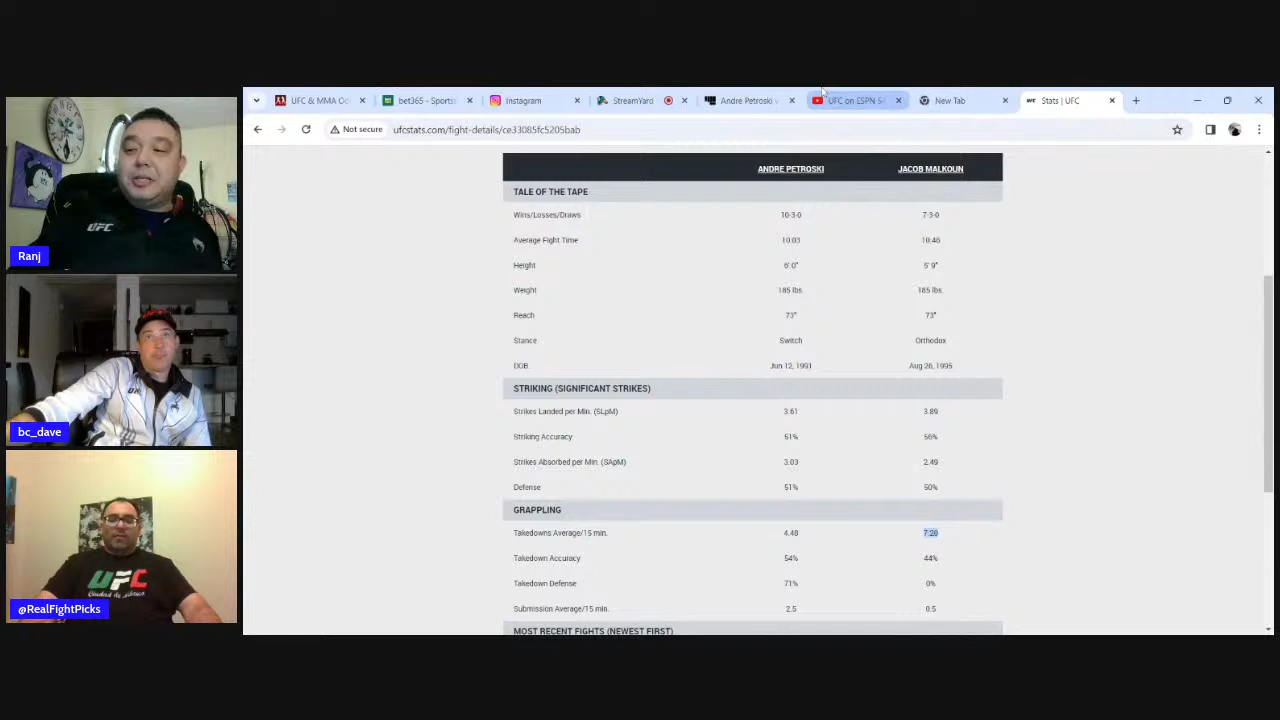 UFC & MMA Od
bet365 - Sports
Instagram
StreamYard
Andre Petroski v
UFC on ESPN 5
New Tab
Stats | UFC
Not secure
ufcstats.com/fight-details/ce33085fc5205bab
ANDRE PETROSKI JACOB MALKOUN
TALE OF THE TAPE
Wins/Losses/Draws 10-3-0 7-3-0
Average Fight Time 10:03 10:46
Height 6' 0" 5' 9"
Weight 185 lbs. 185 lbs.
Reach 73" 73"
Stance Switch Orthodox
DOB Jun 12, 1991 Aug 26, 1995
STRIKING (SIGNIFICANT STRIKES)
Strikes Landed per Min. (SLpM) 3.61 3.89
Striking Accuracy 51% 56%
Strikes Absorbed per Min. (SApM) 3.03 2.49
Defense 51% 50%
GRAPPLING
Takedowns Average/15 min. 4.48 7.20
Takedown Accuracy 54% 44%
Takedown Defense 71% 0%
Submission Average/15 min. 2.5 0.5
MOST RECENT FIGHTS (NEWEST FIRST)
UFC
Ranj
bc_dave
UFC
@RealFightPicks